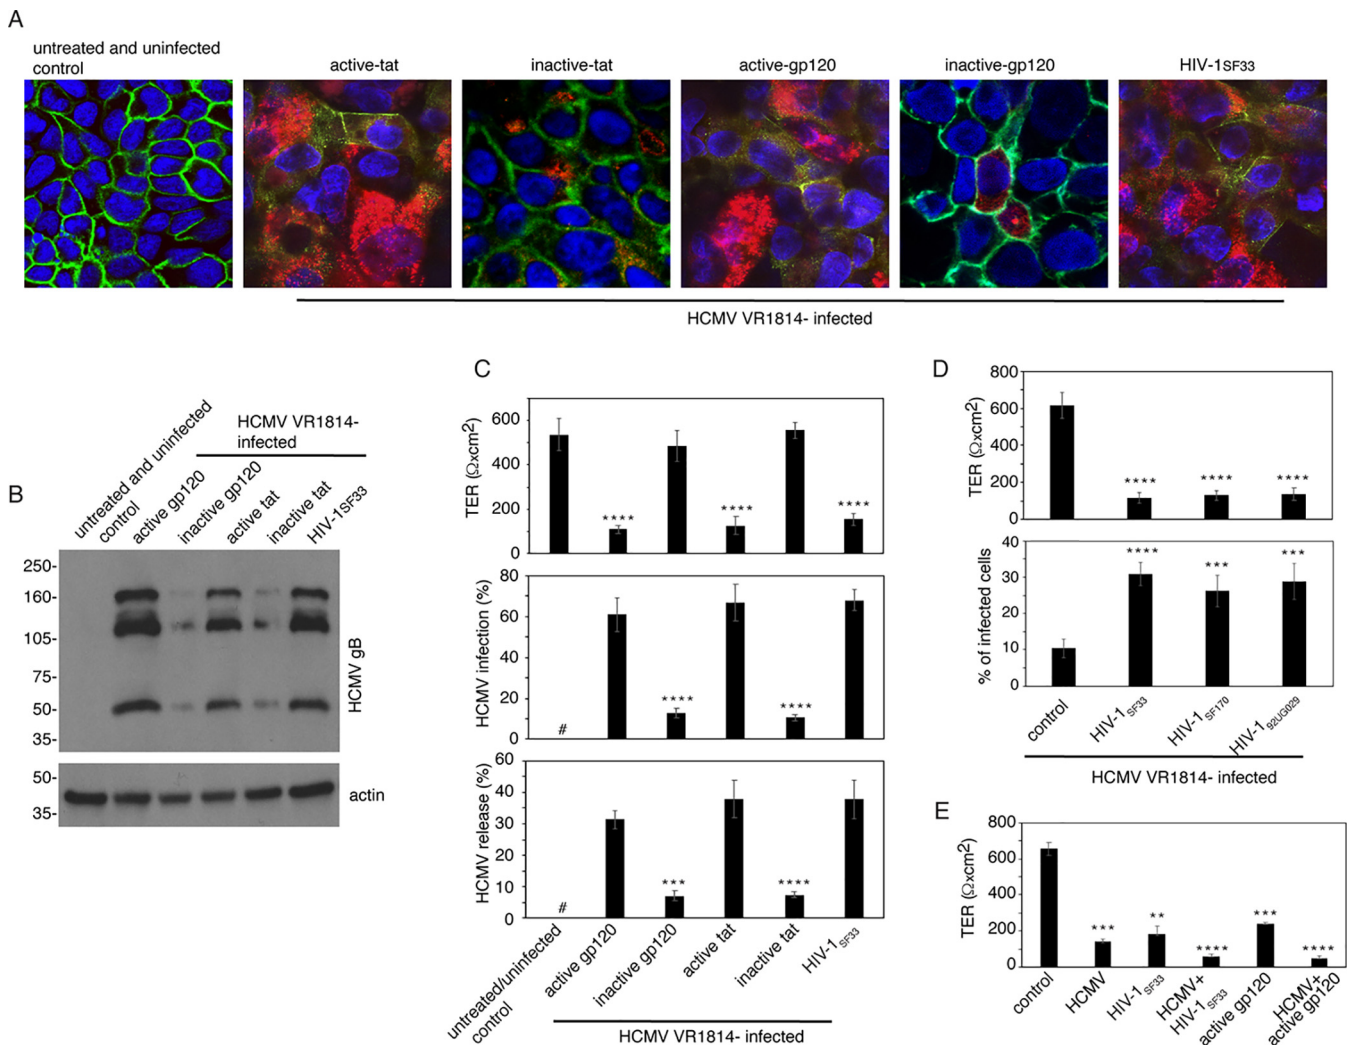 A
untreated and uninfected
control
active-tat
inactive-tat
active-gp120
inactive-gp120
HIV-1SF33
HCMV VR1814- infected
B
HCMV VR1814-
infected
untreated and uninfected
control
active gp120
inactive gp120
active tat
inactive tat
HIV-1SF33
250-
160-
105-
75-
50-
35-
HCMV gB
50-
35-
actin
C
TER (Ωxcm2)
600
400
200
0
****
****
****
HCMV infection (%)
80
60
40
20
0
#
****
****
HCMV release (%)
60
40
30
20
10
0
#
***
****
untreated/uninfected
control
active gp120
inactive gp120
active tat
inactive tat
HIV-1SF33
HCMV VR1814- infected
D
TER (Ωxcm2)
800
600
400
200
0
****
****
****
% of infected cells
40
30
20
10
0
****
***
***
control
HIV-1SF33
HIV-1SF170
HIV-192UG029
HCMV VR1814- infected
E
TER (Ωxcm2)
800
600
400
200
0
***
**
****
***
****
control
HCMV
HIV-1SF33
HCMV+
HIV-1SF33
active gp120
HCMV+
active gp120